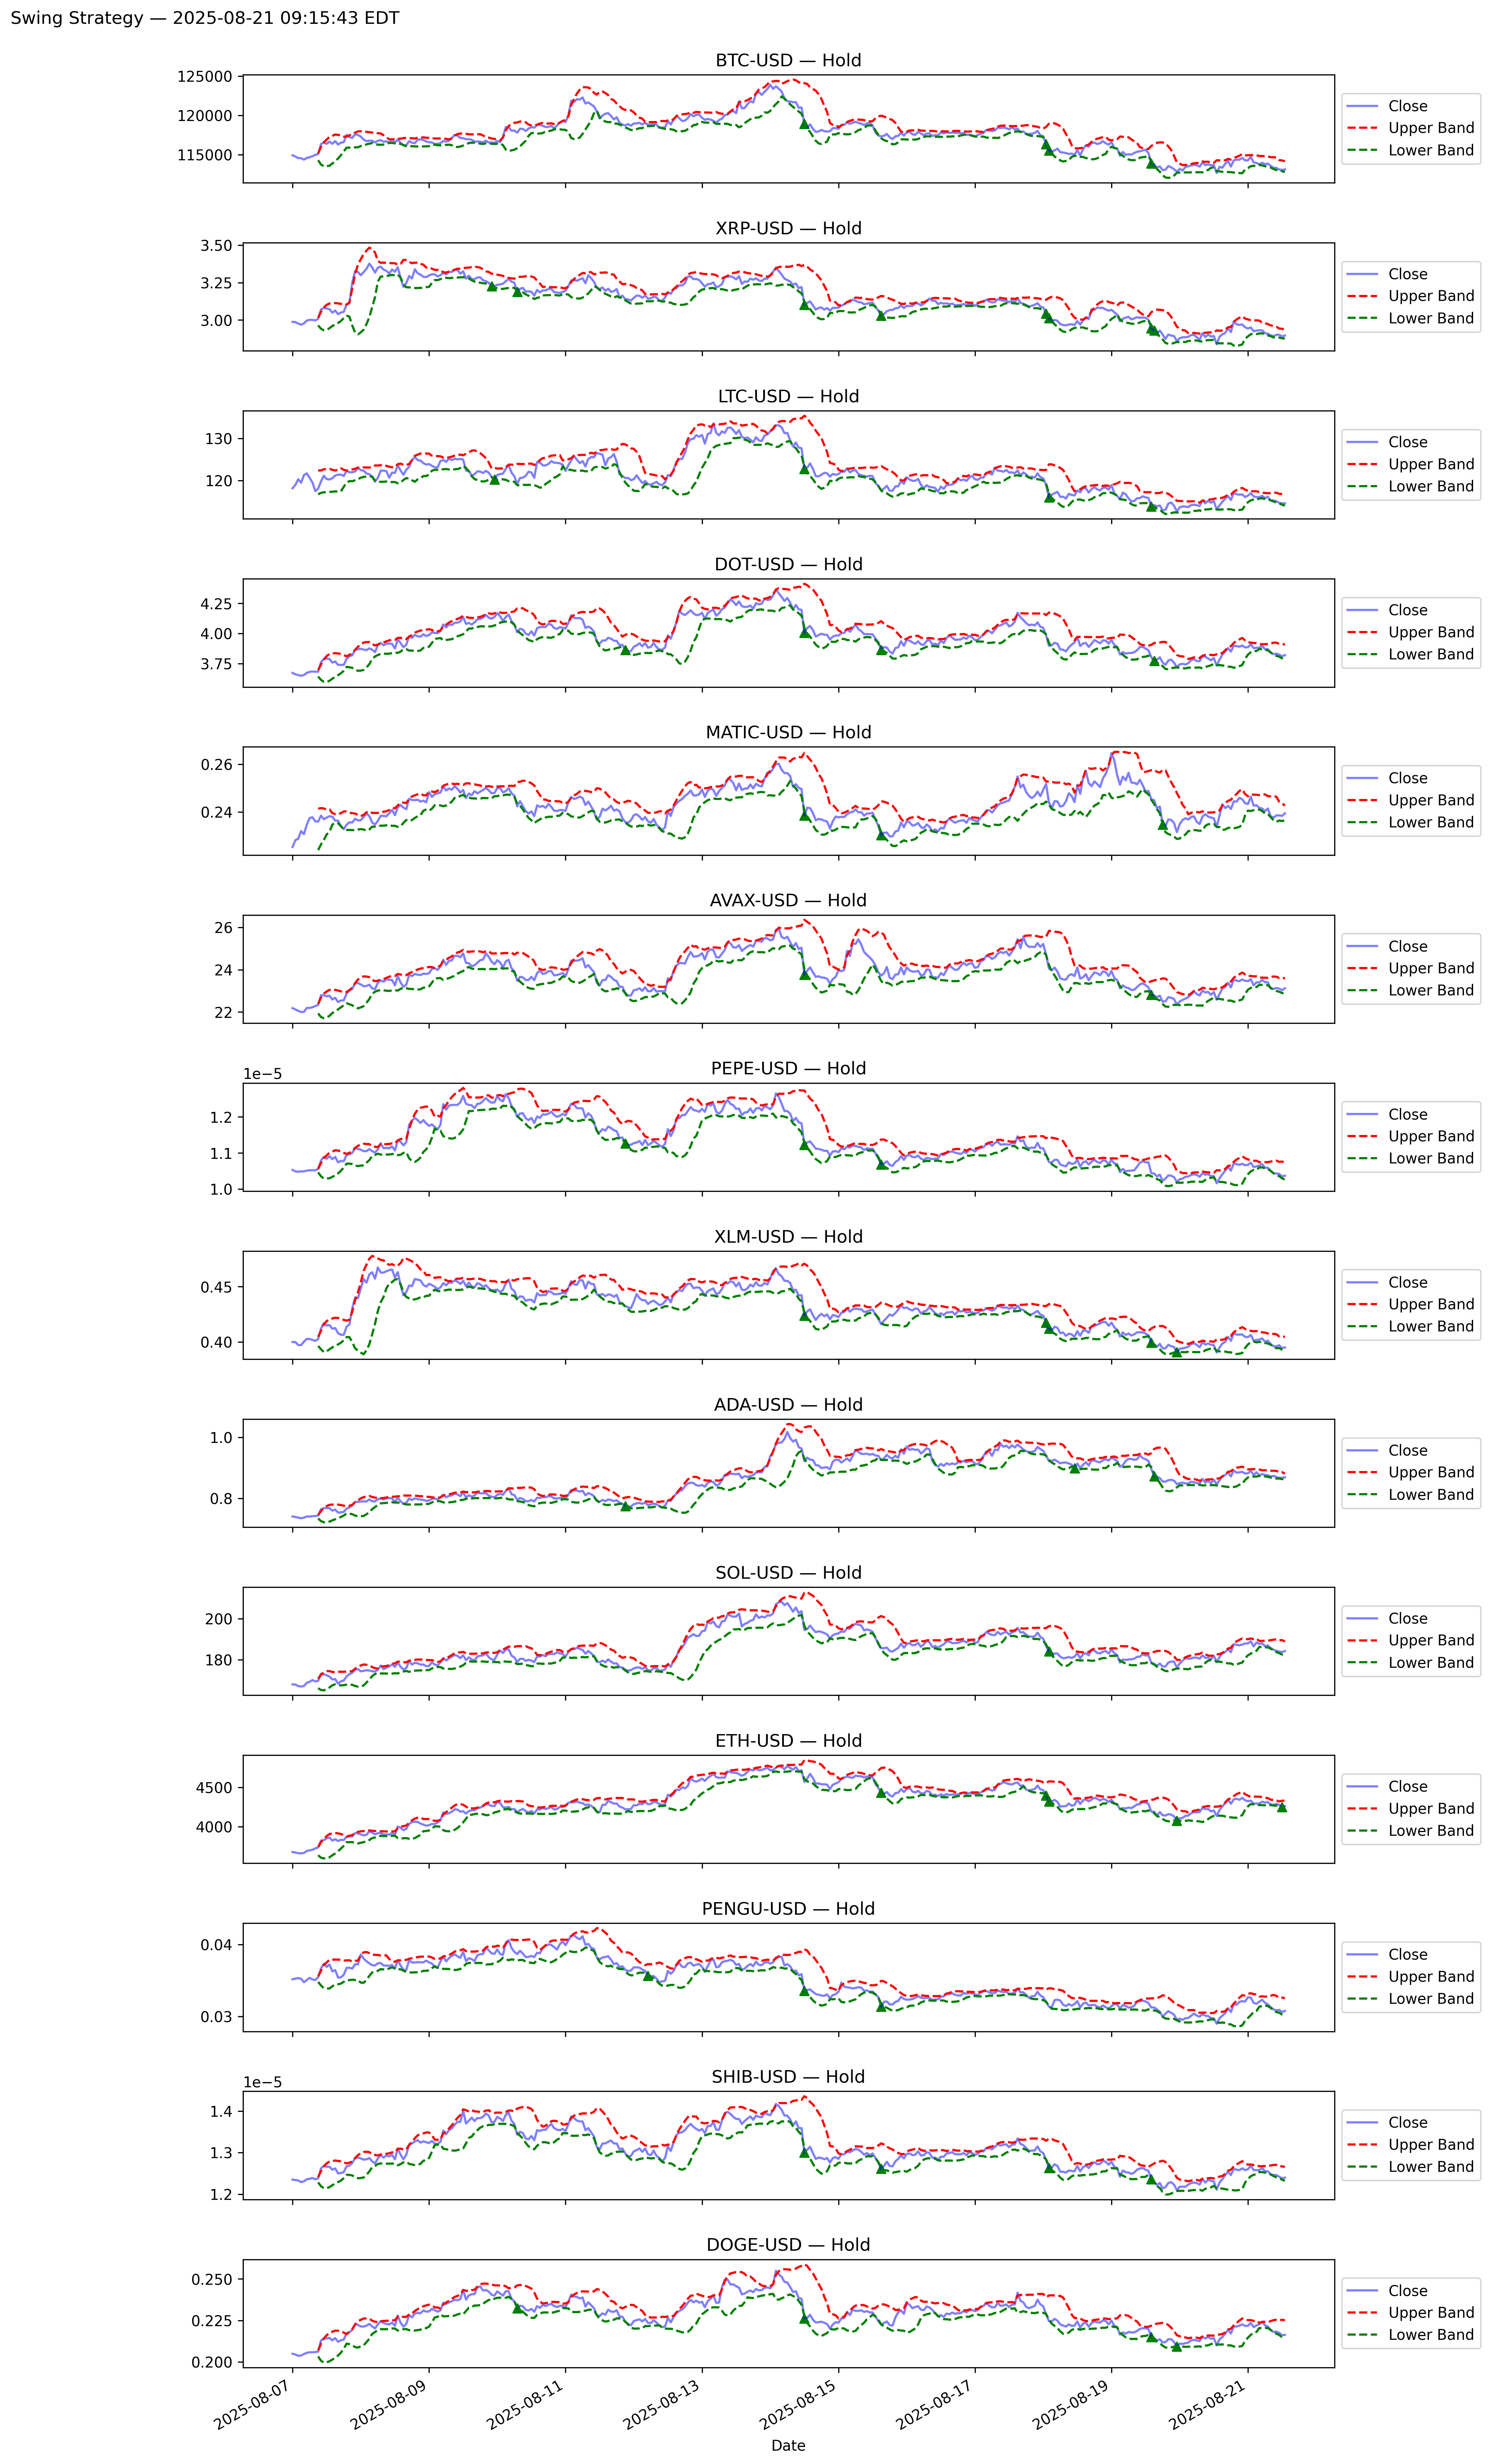 Swing Strategy — 2025-08-21 09:15:43 EDT
BTC-USD — Hold
125000
120000
115000
Close
Upper Band
Lower Band
XRP-USD — Hold
3.50
3.25
3.00
Close
Upper Band
Lower Band
LTC-USD — Hold
130
120
Close
Upper Band
Lower Band
DOT-USD — Hold
4.25
4.00
3.75
Close
Upper Band
Lower Band
MATIC-USD — Hold
0.26
0.24
Close
Upper Band
Lower Band
AVAX-USD — Hold
26
24
22
Close
Upper Band
Lower Band
PEPE-USD — Hold
1e−5
1.2
1.1
1.0
Close
Upper Band
Lower Band
XLM-USD — Hold
0.45
0.40
Close
Upper Band
Lower Band
ADA-USD — Hold
1.0
0.8
Close
Upper Band
Lower Band
SOL-USD — Hold
200
180
Close
Upper Band
Lower Band
ETH-USD — Hold
4500
4000
Close
Upper Band
Lower Band
PENGU-USD — Hold
0.04
0.03
Close
Upper Band
Lower Band
SHIB-USD — Hold
1e−5
1.4
1.3
1.2
Close
Upper Band
Lower Band
DOGE-USD — Hold
0.250
0.225
0.200
Close
Upper Band
Lower Band
2025-08-07
2025-08-09
2025-08-11
2025-08-13
2025-08-15
2025-08-17
2025-08-19
2025-08-21
Date